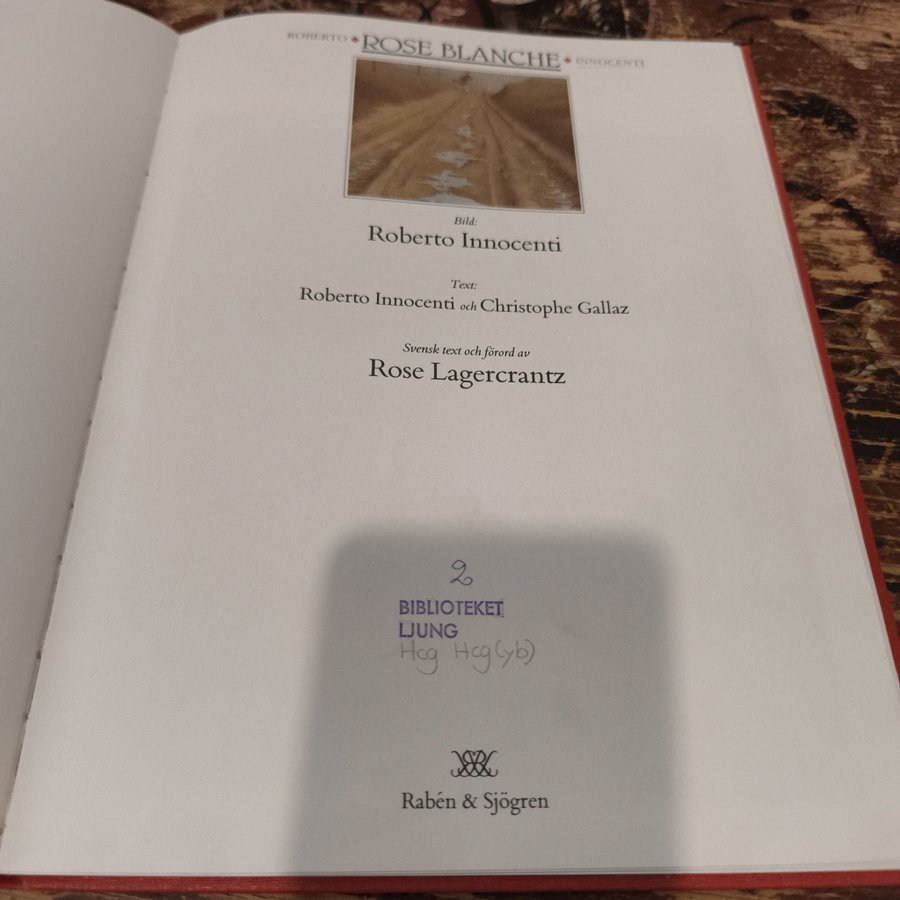 ROBERTO ROSE BLANCHE INNOCENTI
Bild:
Roberto Innocenti
Text:
Roberto Innocenti och Christophe Gallaz
Svensk text och förord av
Rose Lagercrantz
2
BIBLIOTEKET
LJUNG
Hcg Hcg(yb)
Rabén & Sjögren